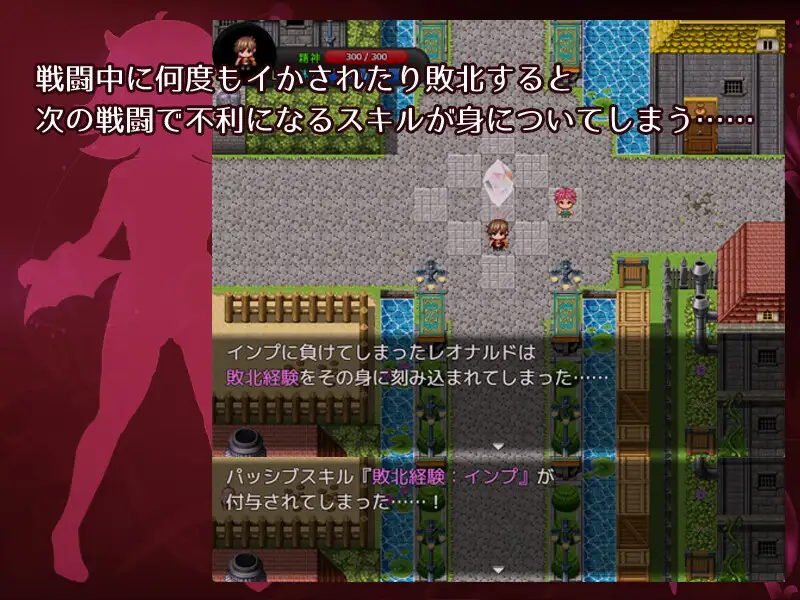 戦闘中に何度もイかされたり敗北すると
次の戦闘で不利になるスキルが身についてしまう……
精神 300 / 300
インプに負けてしまったレオナルドは
敗北経験をその身に刻み込まれてしまった……
パッシブスキル『敗北経験：インプ』が
付与されてしまった……！